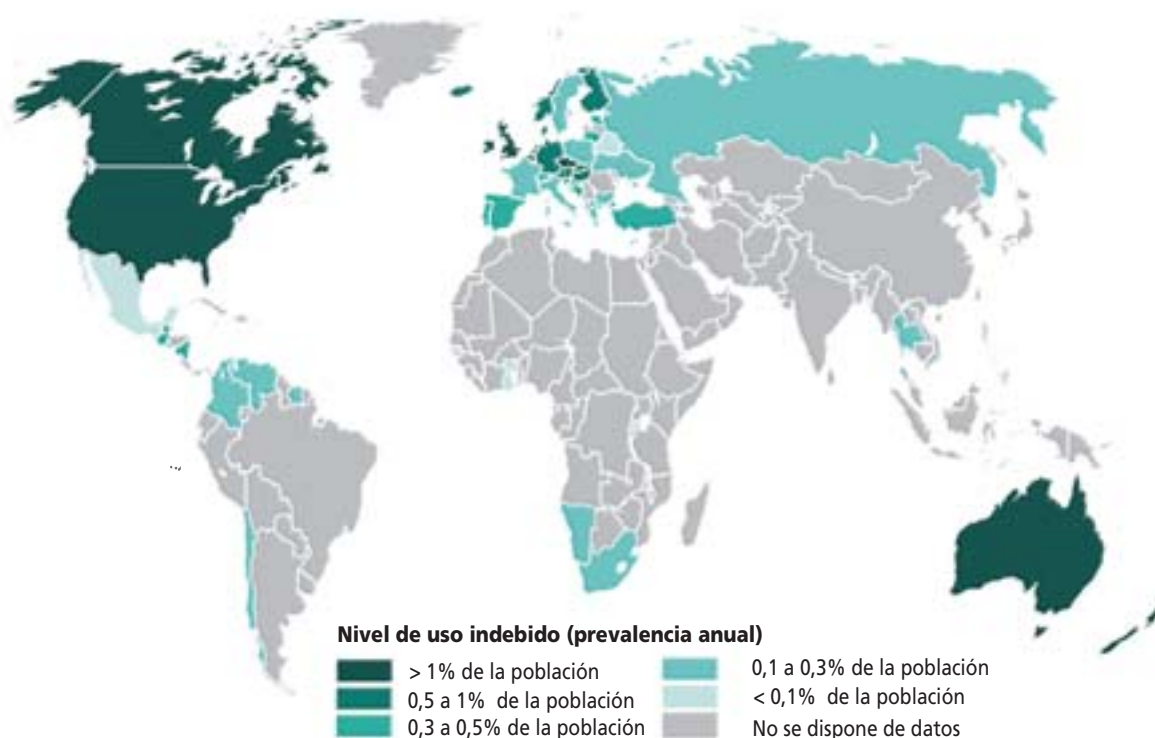 Nivel de uso indebido (prevalencia anual)
> 1% de la población
0,5 a 1% de la población
0,3 a 0,5% de la población
0,1 a 0,3% de la población
< 0,1% de la población
No se dispone de datos